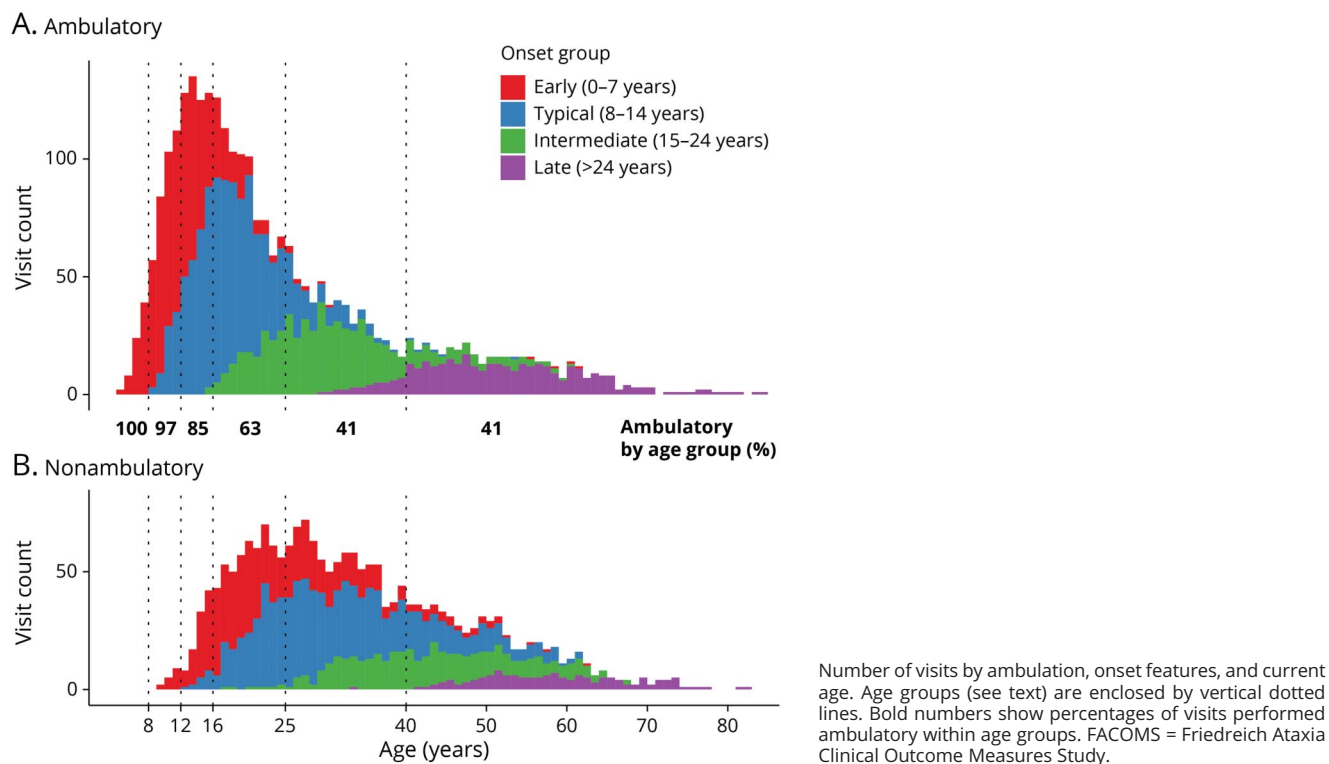 A. Ambulatory
Onset group
Early (0–7 years)
Typical (8–14 years)
Intermediate (15–24 years)
Late (>24 years)
Visit count
100
50
0
100 97 85 63 41 41
Ambulatory
by age group (%)
B. Nonambulatory
Visit count
50
0
8 12 16 25 40 50 60 70 80
Age (years)
Number of visits by ambulation, onset features, and current
age. Age groups (see text) are enclosed by vertical dotted
lines. Bold numbers show percentages of visits performed
ambulatory within age groups. FACOMS = Friedreich Ataxia
Clinical Outcome Measures Study.